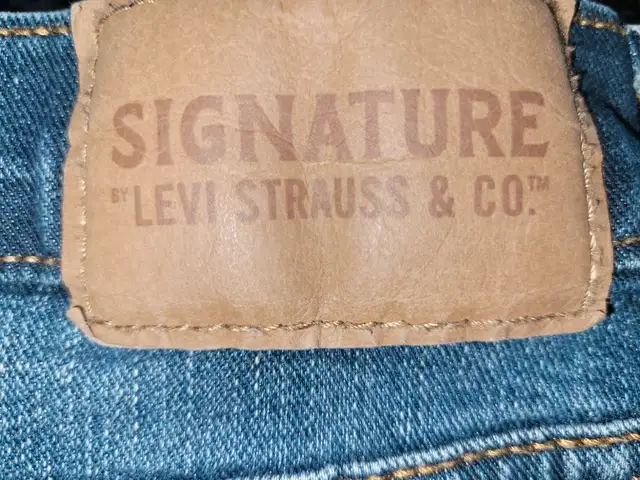 SIGNATURE
BY LEVI STRAUSS & CO.™